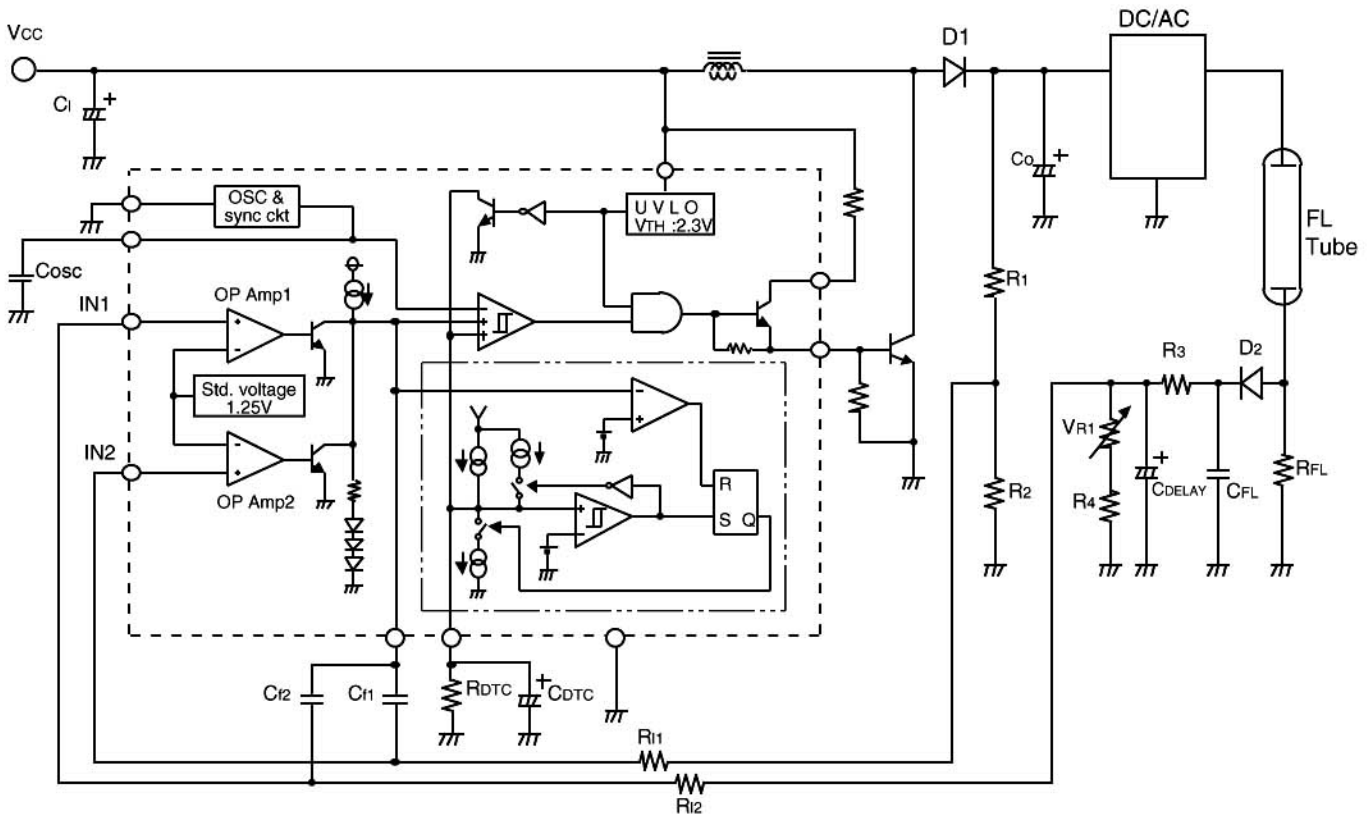 VCC
CI
+
D1
DC/AC
Co
+
FL
Tube
OSC &
sync ckt
U V L O
VTH :2.3V
Cosc
OP Amp1
IN1
+
-
Std. voltage
1.25V
IN2
-
+
OP Amp2
-
+
+
-
+
+
-
R
S Q
R1
R2
R3
D2
VR1
R4
+
CDELAY
CFL
RFL
Cf2
Cf1
RDTC
+
CDTC
RI1
RI2